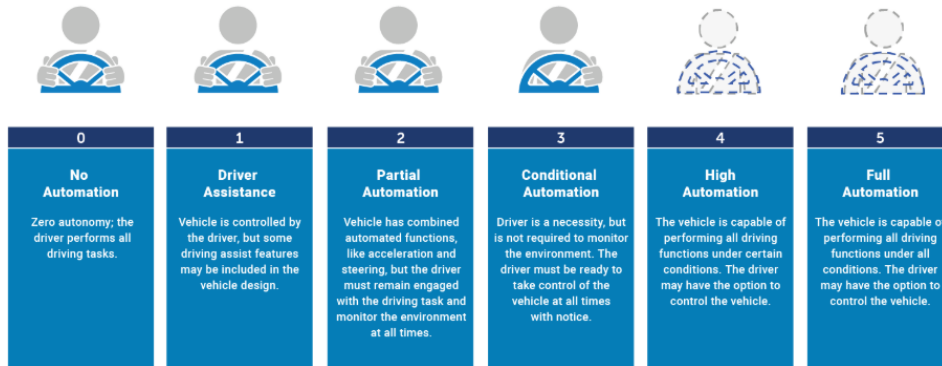 0
No
Automation
Zero autonomy; the
driver performs all
driving tasks.
1
Driver
Assistance
Vehicle is controlled by
the driver, but some
driving assist features
may be included in the
vehicle design.
2
Partial
Automation
Vehicle has combined
automated functions,
like acceleration and
steering, but the driver
must remain engaged
with the driving task and
monitor the environment
at all times.
3
Conditional
Automation
Driver is a necessity, but
is not required to monitor
the environment. The
driver must be ready to
take control of the
vehicle at all times
with notice.
4
High
Automation
The vehicle is capable of
performing all driving
functions under certain
conditions. The driver
may have the option to
control the vehicle.
5
Full
Automation
The vehicle is capable of
performing all driving
functions under all
conditions. The driver
may have the option to
control the vehicle.